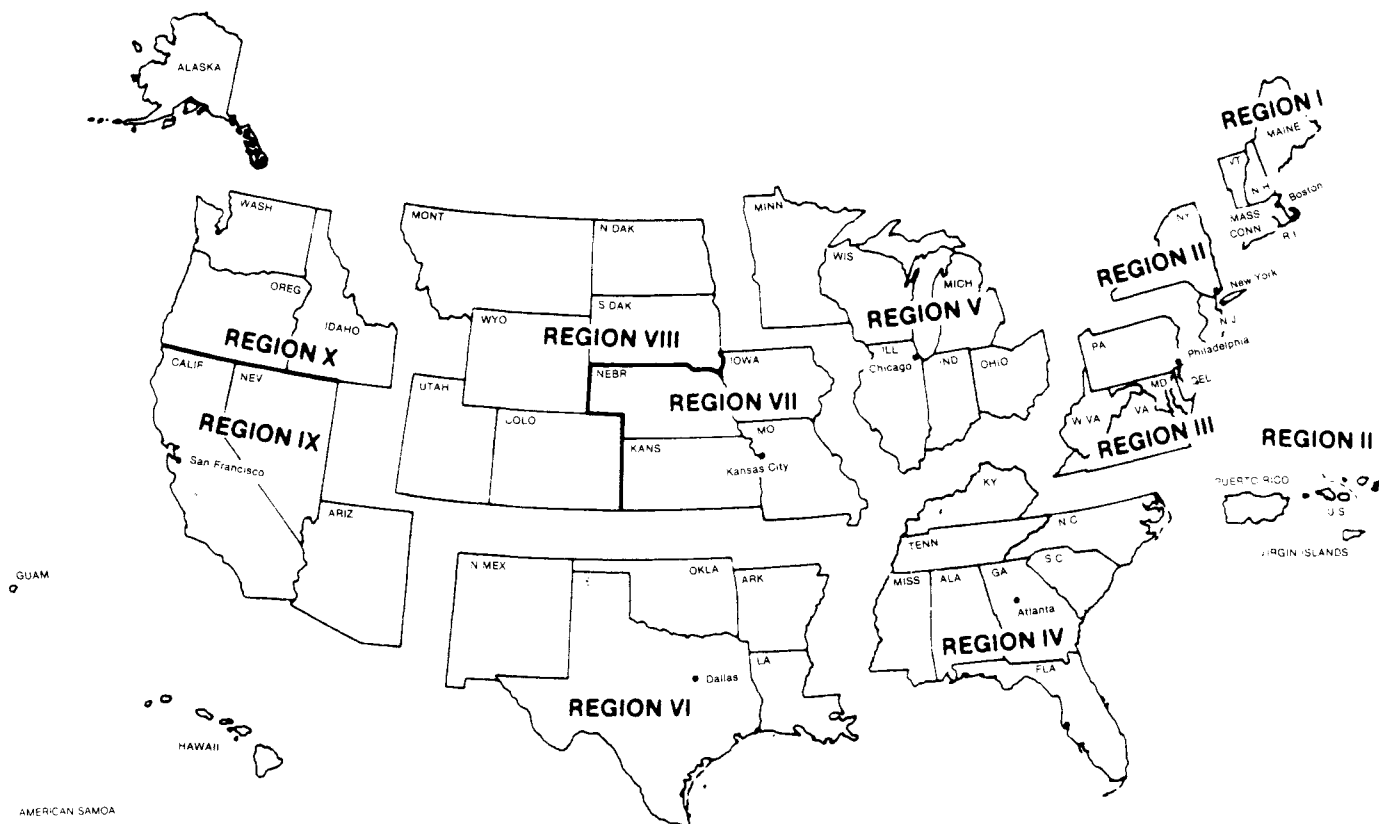 ALASKA
REGION I
MAINE
VT
N H
Boston
MASS
CONN
R I
WASH
MONT
N DAK
MINN
NY
REGION II
New York
N J
OREG
IDAHO
REGION X
WYO
S DAK
REGION VIII
WIS
MICH
REGION V
ILL
Chicago
IND
OHIO
PA
Philadelphia
MD
DEL
W VA
VA
REGION III
CALIF
NEV
REGION IX
San Francisco
UTAH
COLO
NEBR
IOWA
REGION VII
KANS
MO
Kansas City
REGION II
PUERTO RICO
U S
VIRGIN ISLANDS
KY
N C
TENN
S C
ARIZ
GUAM
N MEX
OKLA
ARK
MISS
ALA
GA
Atlanta
REGION IV
FLA
LA
Dallas
REGION VI
HAWAII
AMERICAN SAMOA